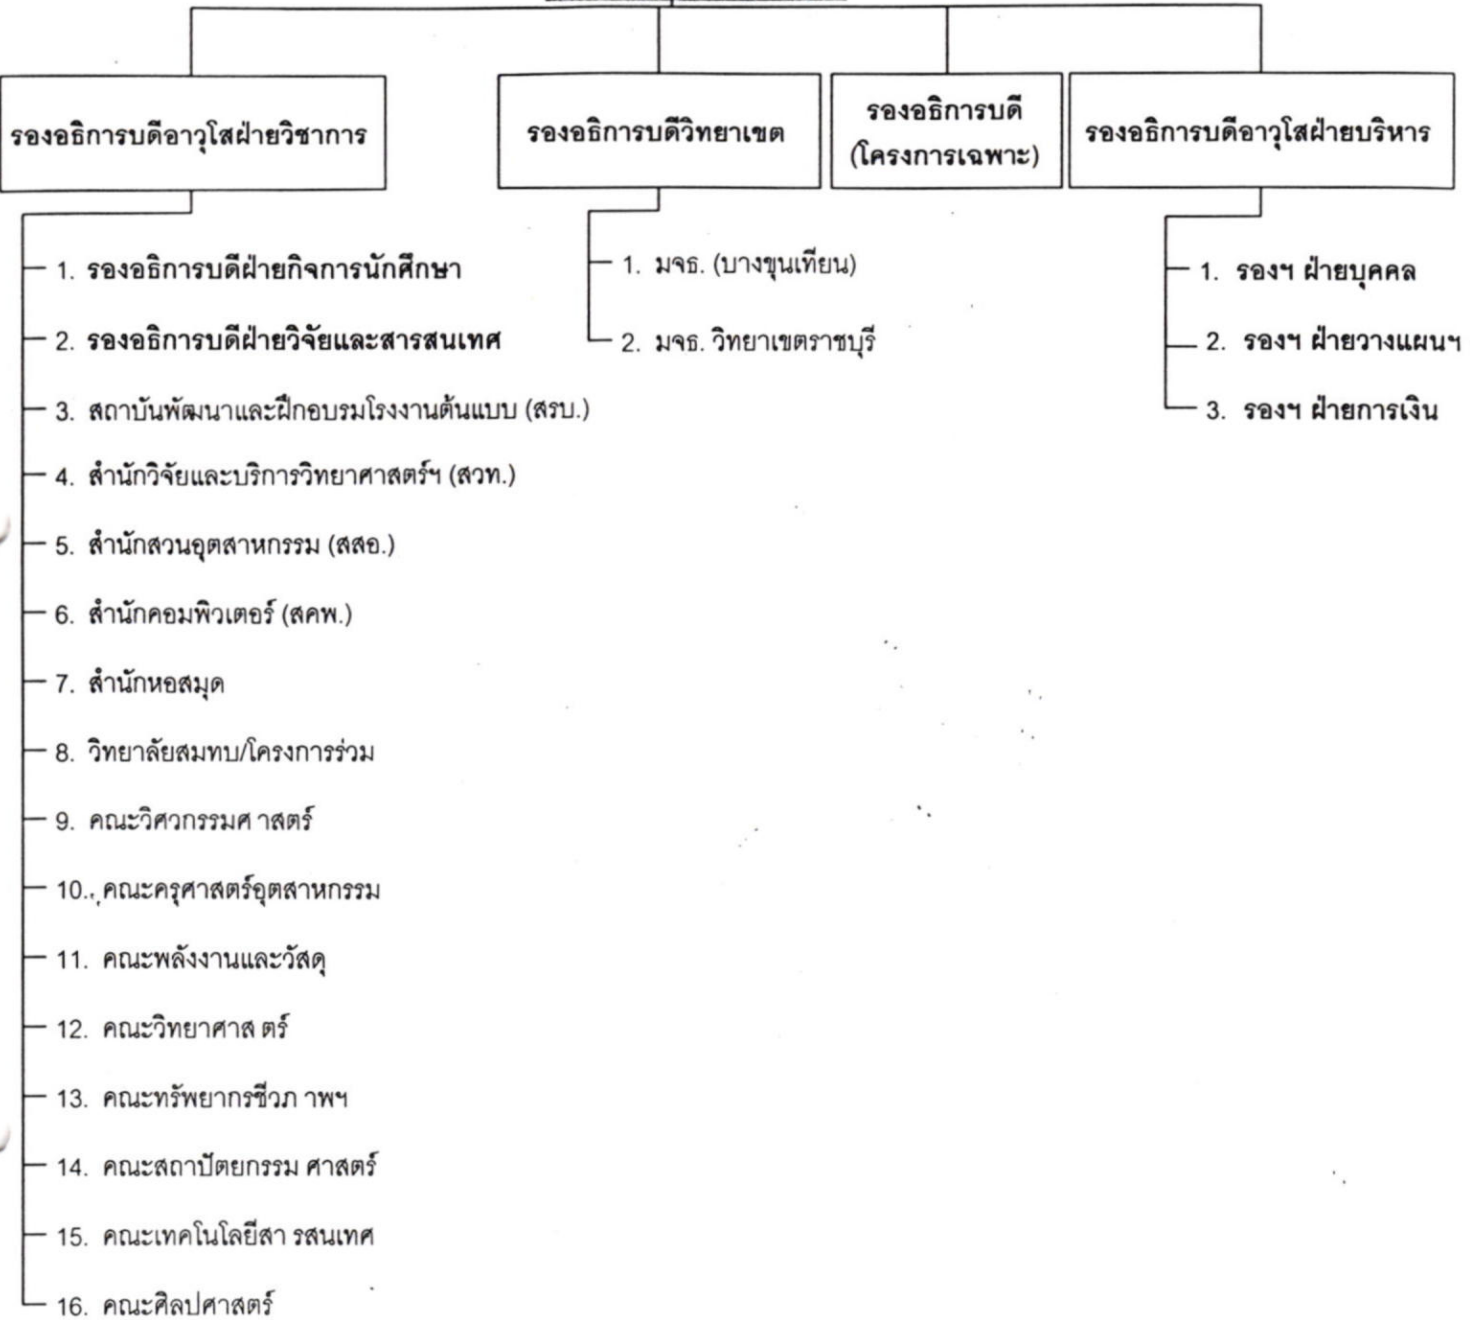 รองอธิการบดีอาวุโสฝ่ายวิชาการ
1. รองอธิการบดีฝ่ายกิจการนักศึกษา
2. รองอธิการบดีฝ่ายวิจัยและสารสนเทศ
3. สถาบันพัฒนาและฝึกอบรมโรงงานต้นแบบ (สรบ.)
4. สำนักวิจัยและบริการวิทยาศาสตร์ฯ (สวท.)
5. สำนักสวนอุตสาหกรรม (สสอ.)
6. สำนักคอมพิวเตอร์ (สคพ.)
7. สำนักหอสมุด
8. วิทยาลัยสมทบ/โครงการร่วม
9. คณะวิศวกรรมศาสตร์
10. คณะครุศาสตร์อุตสาหกรรม
11. คณะพลังงานและวัสดุ
12. คณะวิทยาศาสตร์
13. คณะทรัพยากรชีวภาพฯ
14. คณะสถาปัตยกรรมศาสตร์
15. คณะเทคโนโลยีสารสนเทศ
16. คณะศิลปศาสตร์
รองอธิการบดีวิทยาเขต
1. มจธ. (บางขุนเทียน)
2. มจธ. วิทยาเขตราชบุรี
รองอธิการบดี
(โครงการเฉพาะ)
รองอธิการบดีอาวุโสฝ่ายบริหาร
1. รองฯ ฝ่ายบุคคล
2. รองฯ ฝ่ายวางแผนฯ
3. รองฯ ฝ่ายการเงิน